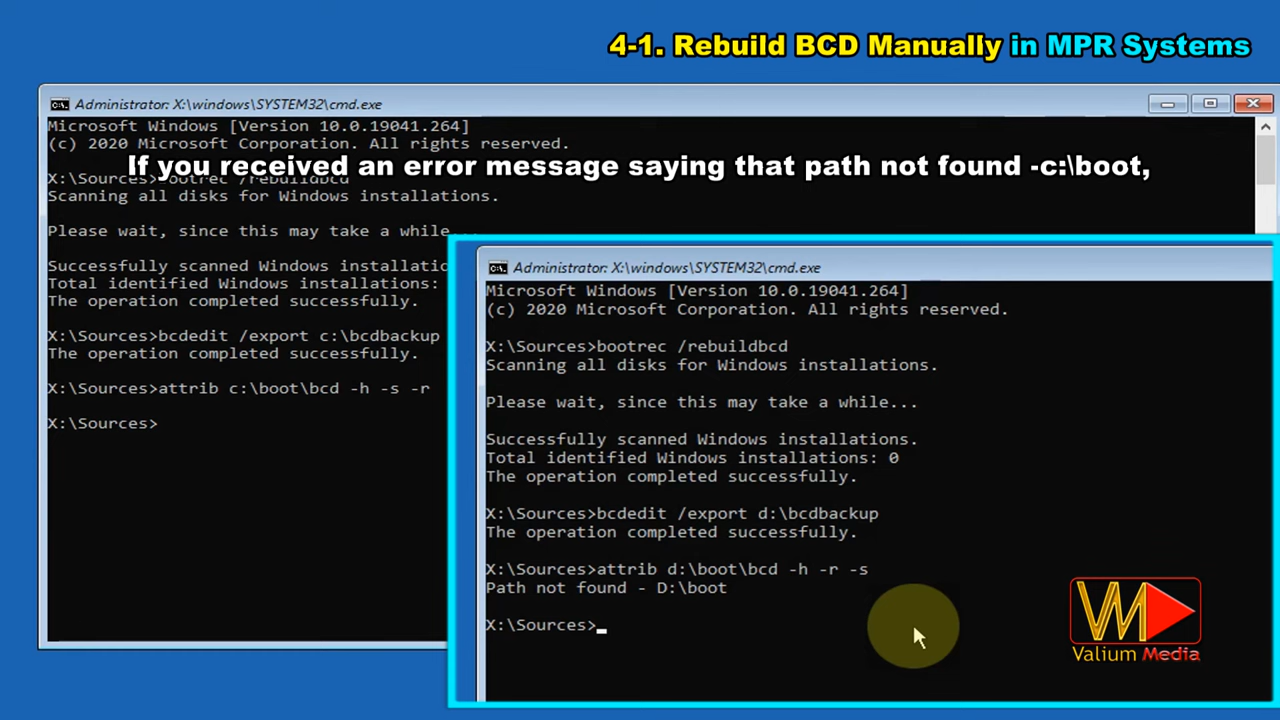 4-1. Rebuild BCD Manually in MPR Systems
Administrator: X:\windows\SYSTEM32\cmd.exe
Microsoft Windows [Version 10.0.19041.264]
(c) 2020 Microsoft Corporation. All rights reserved.
If you received an error message saying that path not found -c:\boot,
X:\Sources>bootrec /rebuildbcd
Scanning all disks for Windows installations.
Please wait, since this may take a while...
Successfully scanned Windows
Total identified Windows installations:
The operation completed successfully.
X:\Sources>bcdedit /export c:\bcdbackup
The operation completed successfully.
X:\Sources>attrib c:\boot\bcd -h -s -r
X:\Sources>
Administrator: X:\windows\SYSTEM32\cmd.exe
Microsoft Windows [Version 10.0.19041.264]
(c) 2020 Microsoft Corporation. All rights reserved.
X:\Sources>bootrec /rebuildbcd
Scanning all disks for Windows installations.
Please wait, since this may take a while...
Successfully scanned Windows installations.
Total identified Windows installations: 0
The operation completed successfully.
X:\Sources>bcdedit /export d:\bcdbackup
The operation completed successfully.
X:\Sources>attrib d:\boot\bcd -h -r -s
Path not found - D:\boot
X:\Sources>_
VM
Valium Media